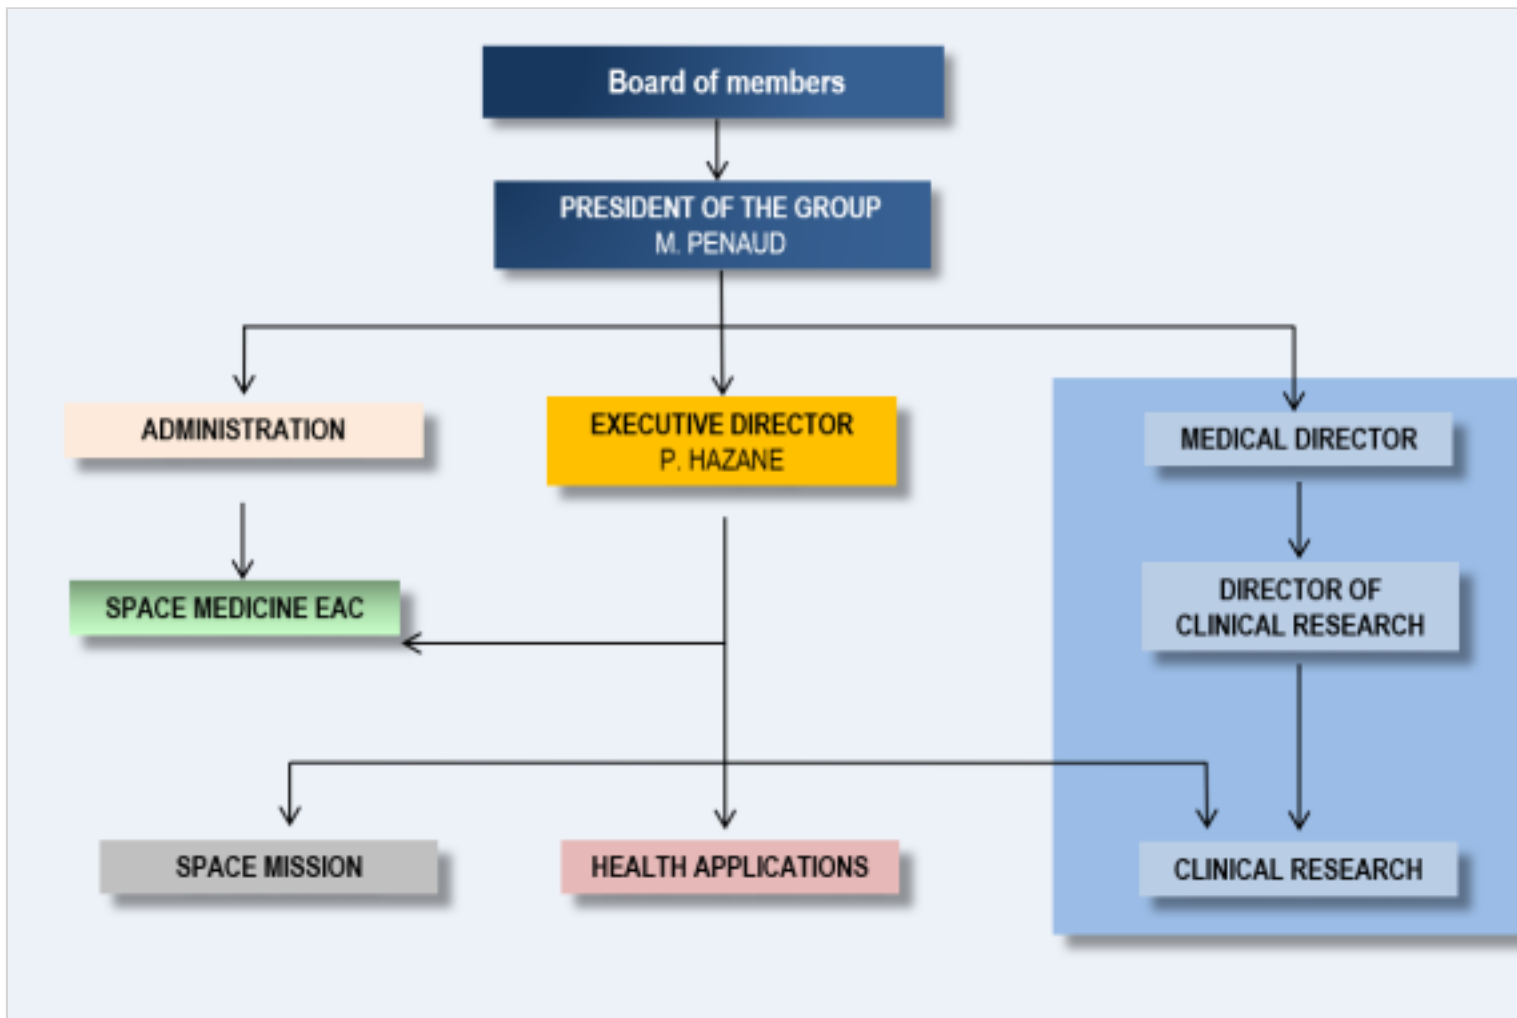 Board of members
PRESIDENT OF THE GROUP
M. PENAUD
ADMINISTRATION
EXECUTIVE DIRECTOR
P. HAZANE
MEDICAL DIRECTOR
SPACE MEDICINE EAC
DIRECTOR OF
CLINICAL RESEARCH
SPACE MISSION
HEALTH APPLICATIONS
CLINICAL RESEARCH